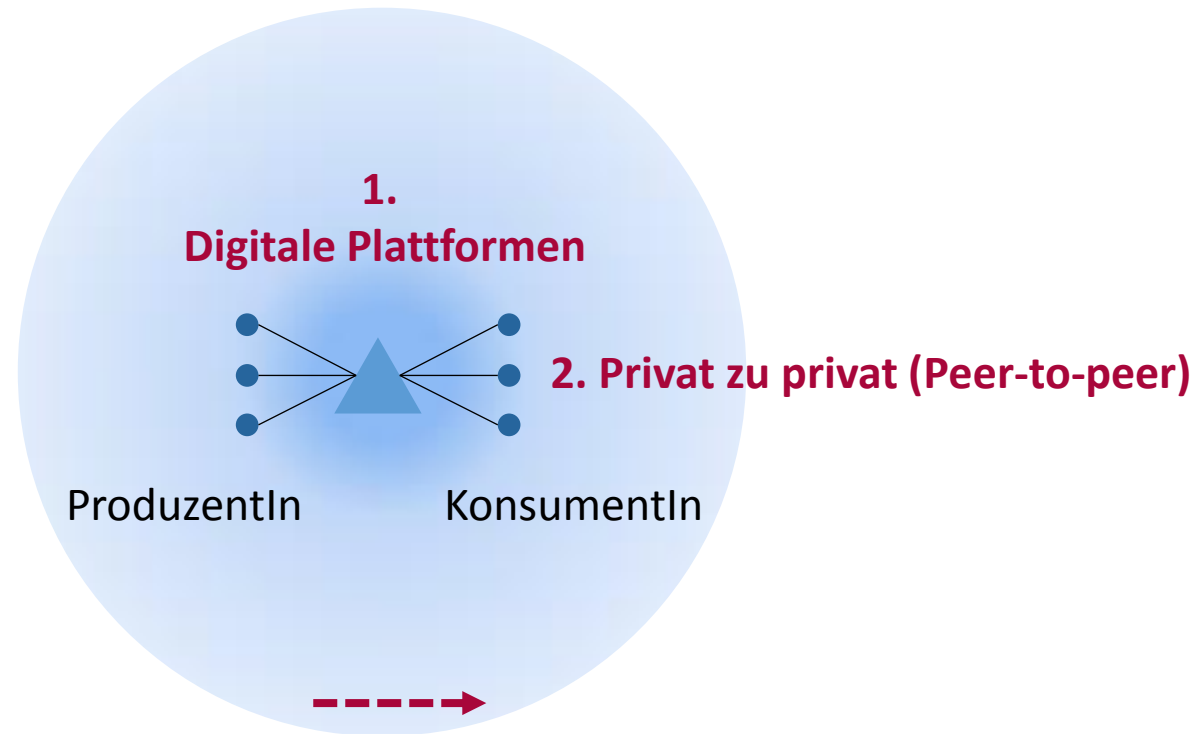 1.
Digitale Plattformen
2. Privat zu privat (Peer-to-peer)
ProduzentIn
KonsumentIn